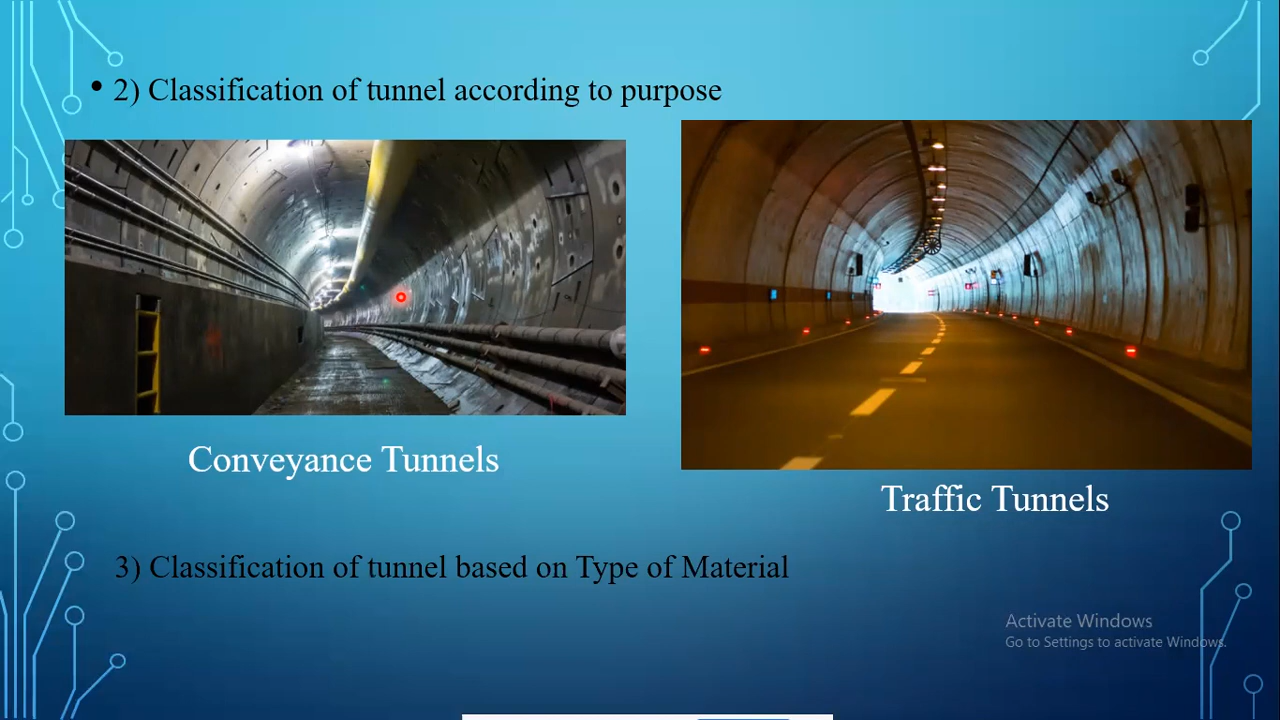 • 2) Classification of tunnel according to purpose
Conveyance Tunnels
Traffic Tunnels
3) Classification of tunnel based on Type of Material
Activate Windows
Go to Settings to activate Windows.